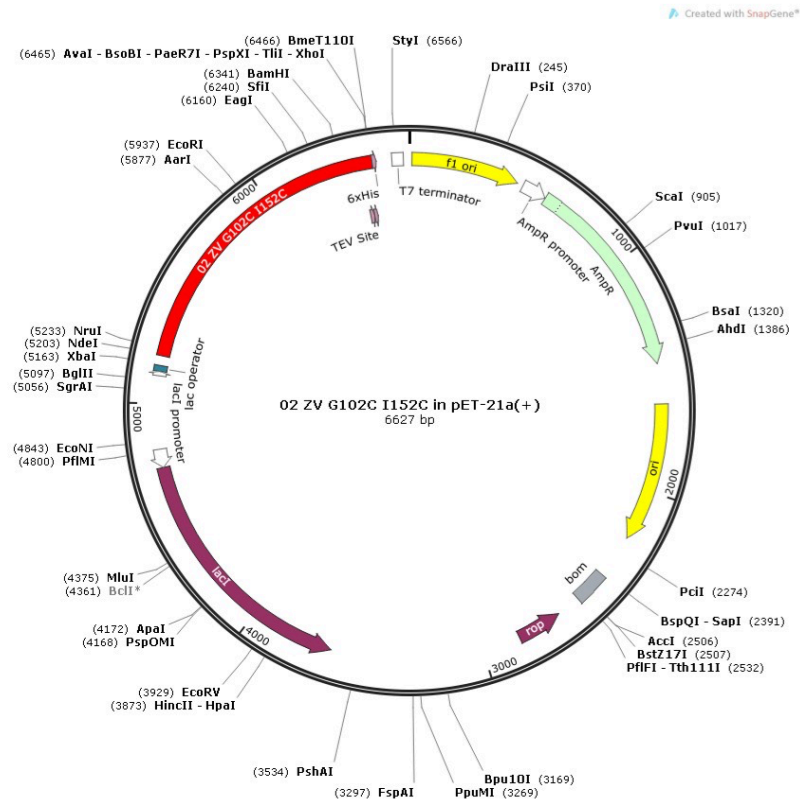 Created with SnapGene®
(6466) BmeT110I
(6465) AvaI - BsoBI - PaeR7I - PspXI - TliI - XhoI
(6341) BamHI
(6240) SfiI
(6160) EagI
(5937) EcoRI
(5877) AarI
StyI (6566)
DraIII (245)
PsiI (370)
ScaI (905)
PvuI (1017)
BsaI (1320)
AhdI (1386)
6000
02 ZV G102C I152C
6xHis
TEV Site
T7 terminator
f1 ori
AmpR promoter
AmpR
1000
(5233) NruI
(5203) NdeI
(5163) XbaI
(5097) BglII
(5056) SgrAI
lac operator
lacI promoter
5000
02 ZV G102C I152C in pET-21a(+)
6627 bp
(4843) EcoNI
(4800) PflMI
ori
2000
(4375) MluI
(4361) BclI*
(4172) ApaI
(4168) PspOMI
lacI
4000
(3929) EcoRV
(3873) HincII - HpaI
bom
rop
3000
PciI (2274)
BspQI - SapI (2391)
AccI (2506)
BstZ17I (2507)
PflFI - Tth111I (2532)
(3534) PshAI
(3297) FspAI
Bpu10I (3169)
PpuMI (3269)